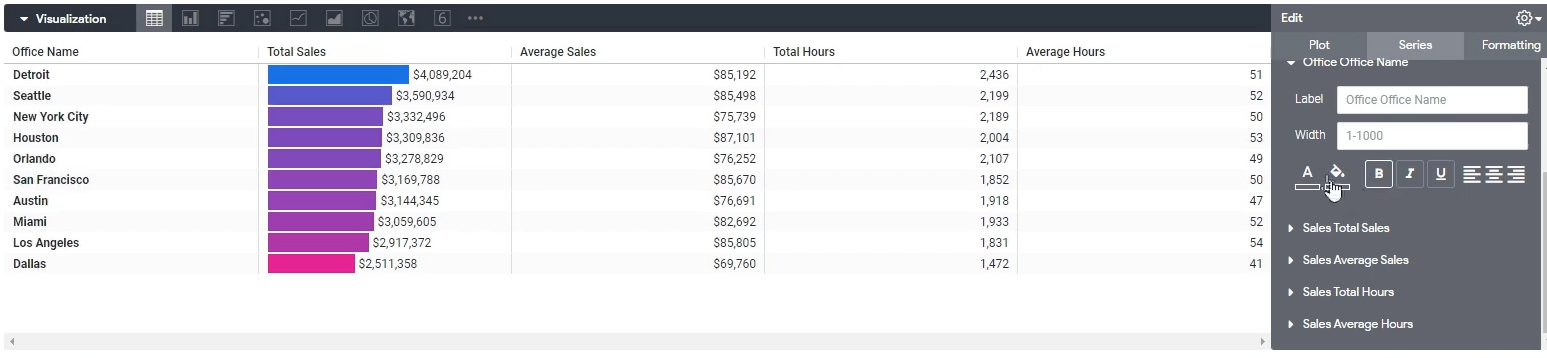 Visualization
6
Edit
Plot Series Formatting
Office Name Total Sales Average Sales Total Hours Average Hours
Detroit $4,089,204 $85,192 2,436 51
Seattle $3,590,934 $85,498 2,199 52
New York City $3,332,496 $75,739 2,189 50
Houston $3,309,836 $87,101 2,004 53
Orlando $3,278,829 $76,252 2,107 49
San Francisco $3,169,788 $85,670 1,852 50
Austin $3,144,345 $76,691 1,918 47
Miami $3,059,605 $82,692 1,933 52
Los Angeles $2,917,372 $85,805 1,831 54
Dallas $2,511,358 $69,760 1,472 41
Office Office Name
Label Office Office Name
Width 1-1000
A B I U
Sales Total Sales
Sales Average Sales
Sales Total Hours
Sales Average Hours